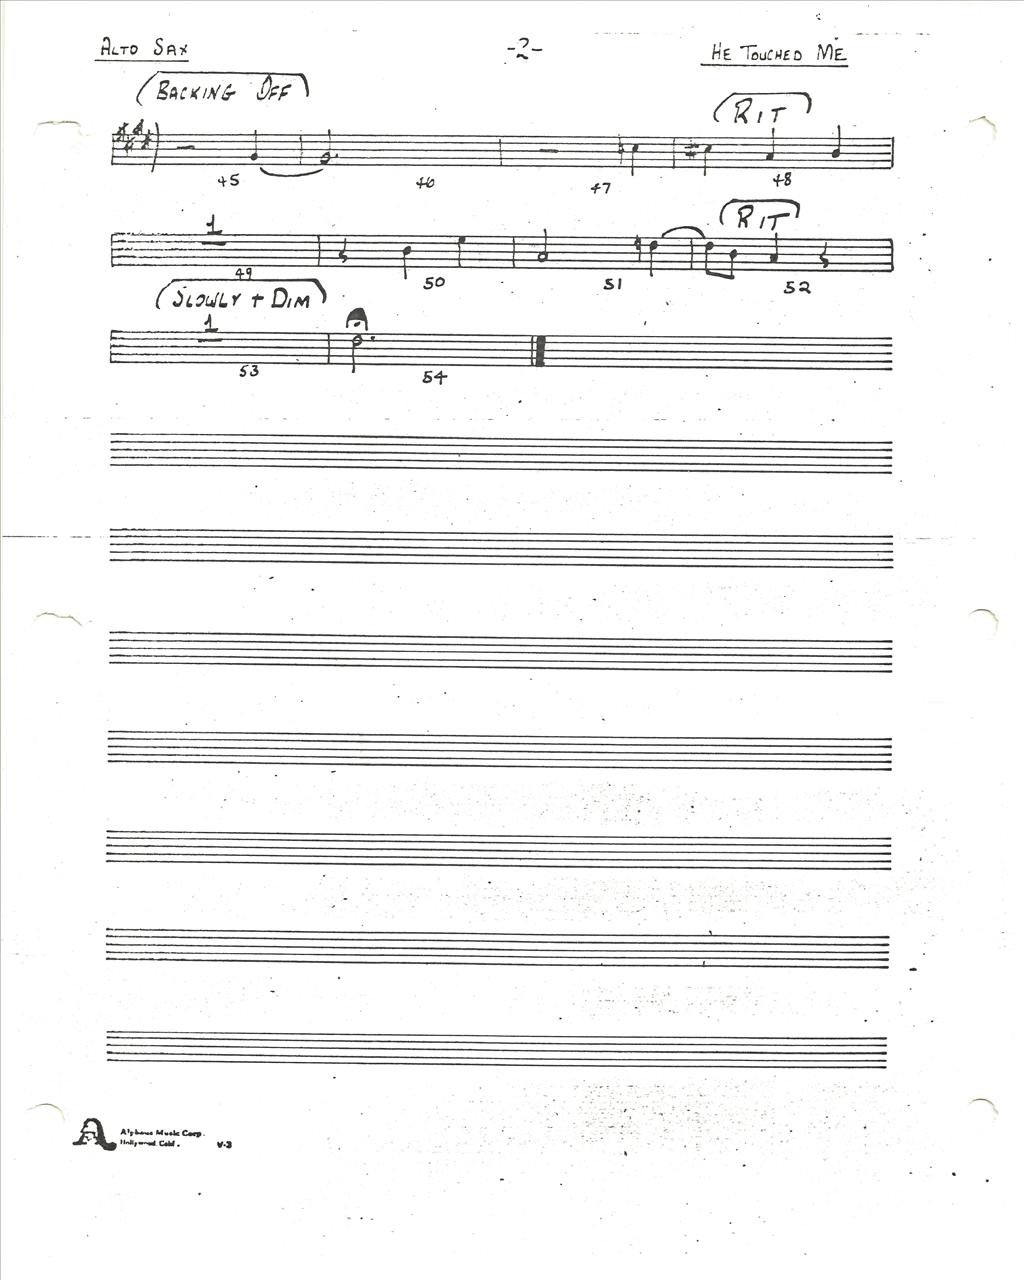 ALTO SAX -2- HE TOUCHED ME
(BACKING OFF)
(RIT)
45 46 47 48
1
(RIT)
49 50 51 52
(SLOWLY + DIM)
1
53 54
Alpheus Music Corp.
Hollywood, Calif. V-3